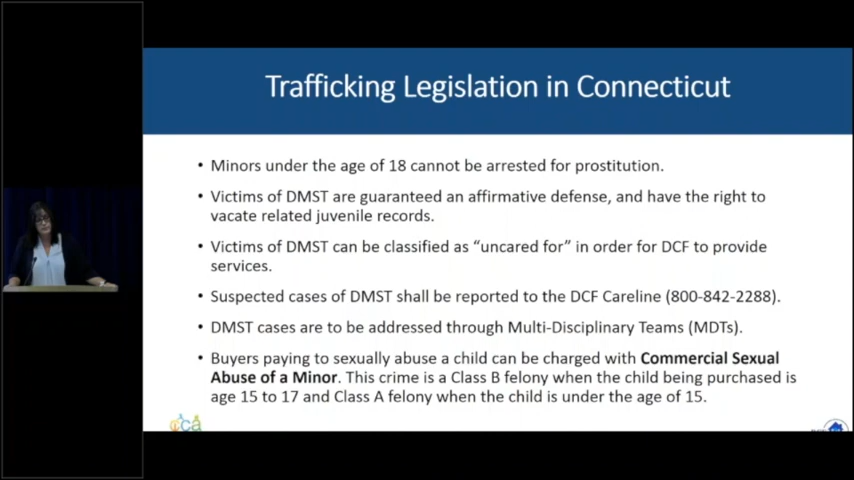 Trafficking Legislation in Connecticut
• Minors under the age of 18 cannot be arrested for prostitution.
• Victims of DMST are guaranteed an affirmative defense, and have the right to
vacate related juvenile records.
• Victims of DMST can be classified as “uncared for” in order for DCF to provide
services.
• Suspected cases of DMST shall be reported to the DCF Careline (800-842-2288).
• DMST cases are to be addressed through Multi-Disciplinary Teams (MDTs).
• Buyers paying to sexually abuse a child can be charged with Commercial Sexual
Abuse of a Minor. This crime is a Class B felony when the child being purchased is
age 15 to 17 and Class A felony when the child is under the age of 15.
cca